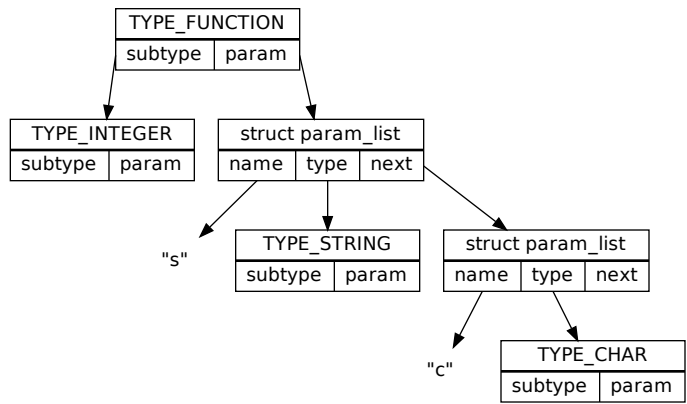 TYPE_FUNCTION
subtype param
TYPE_INTEGER
subtype param
struct param_list
name type next
"s"
TYPE_STRING
subtype param
struct param_list
name type next
"c"
TYPE_CHAR
subtype param